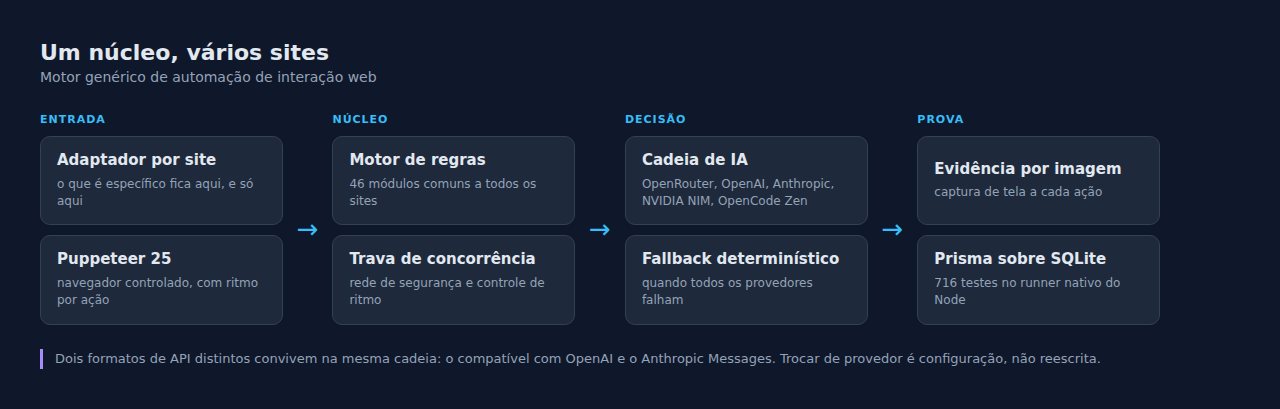 Um núcleo, vários sites
Motor genérico de automação de interação web
ENTRADA
Adaptador por site
o que é específico fica aqui, e só
aqui
Puppeteer 25
navegador controlado, com ritmo
por ação
→
NÚCLEO
Motor de regras
46 módulos comuns a todos os
sites
Trava de concorrência
rede de segurança e controle de
ritmo
→
DECISÃO
Cadeia de IA
OpenRouter, OpenAI, Anthropic,
NVIDIA NIM, OpenCode Zen
Fallback determinístico
quando todos os provedores
falham
→
PROVA
Evidência por imagem
captura de tela a cada ação
Prisma sobre SQLite
716 testes no runner nativo do
Node
Dois formatos de API distintos convivem na mesma cadeia: o compatível com OpenAI e o Anthropic Messages. Trocar de provedor é configuração, não reescrita.